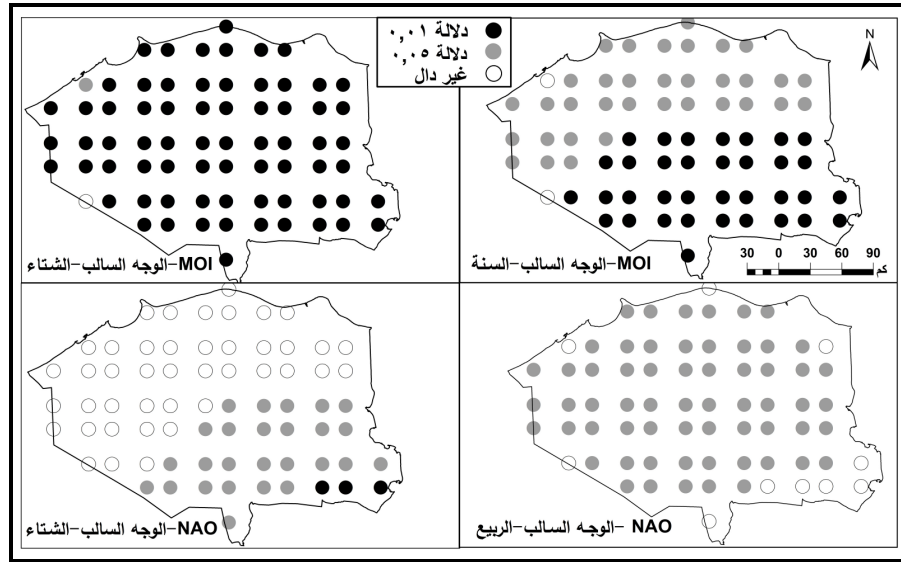 دلالة ٠,٠١
دلالة ٠,٠٥
غير دال
N
MOI-الوجه السالب-الشتاء
MOI-الوجه السالب-السنة
30 0 30 60 90
كم
NAO-الوجه السالب-الشتاء
NAO -الوجه السالب-الربيع